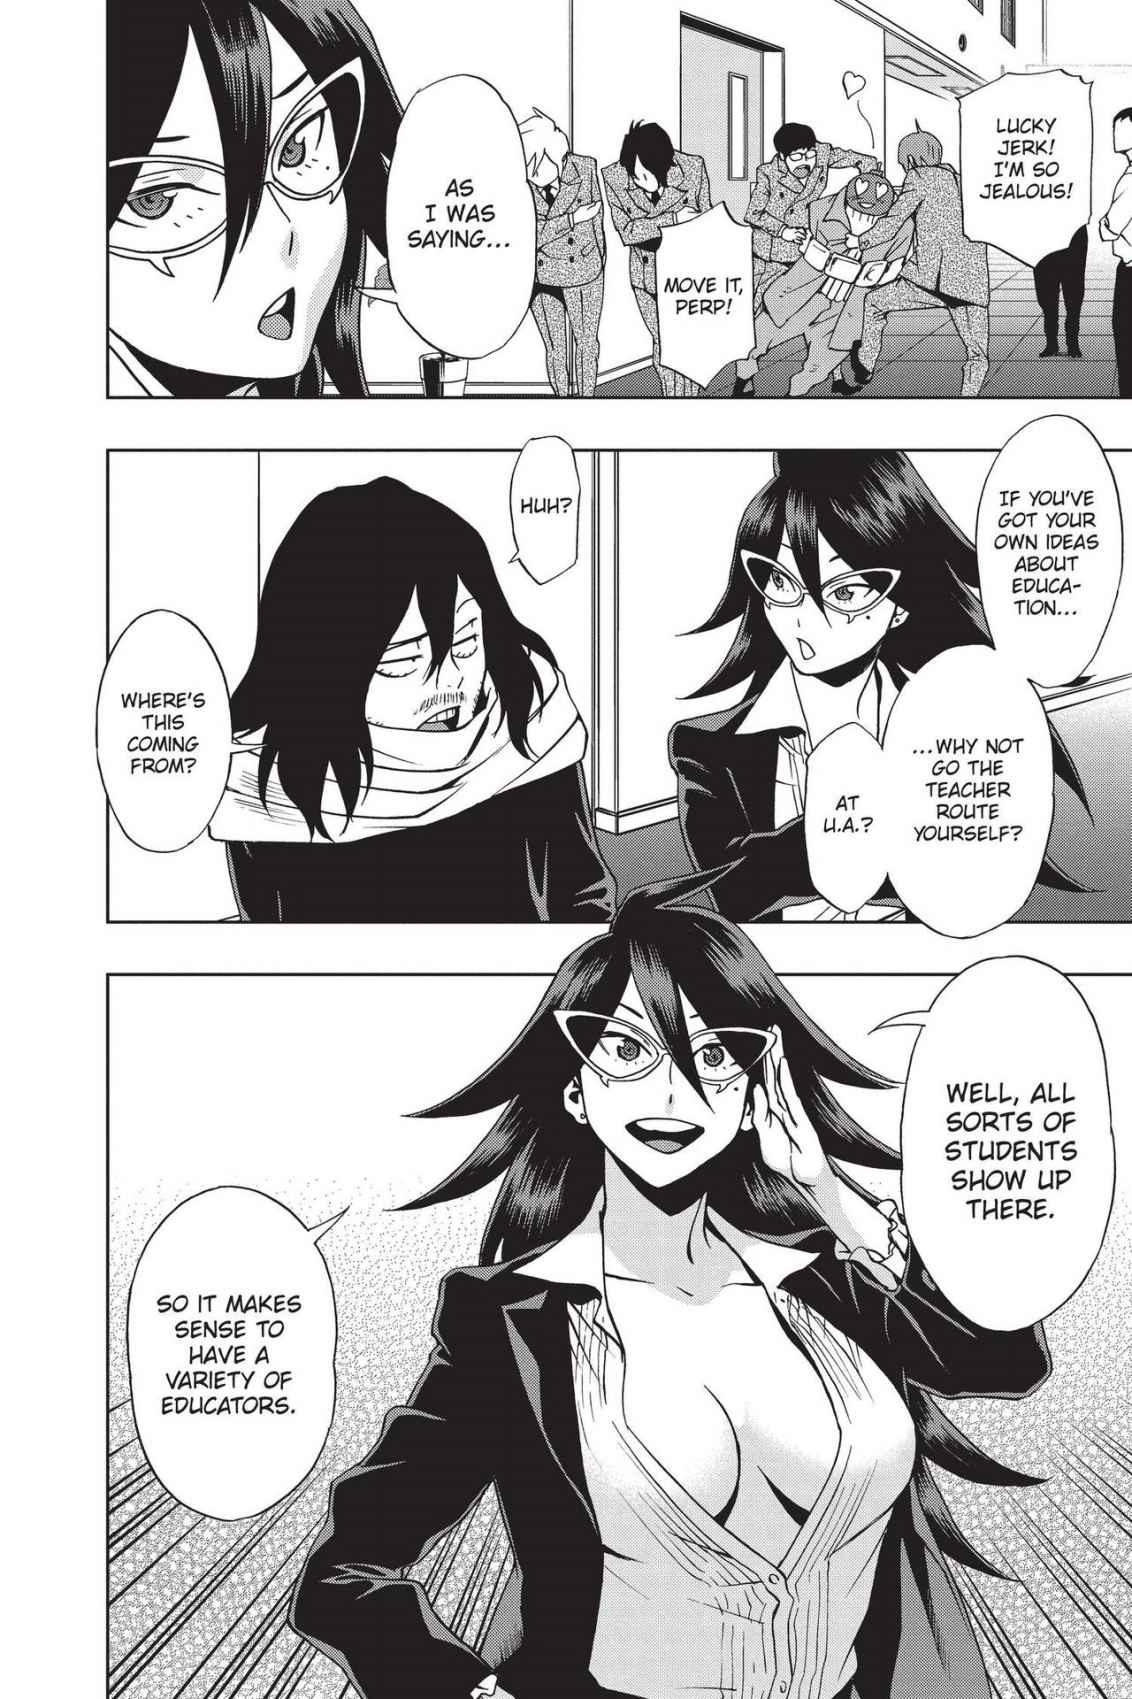 LUCKY
JERK!
I'M SO
JEALOUS!
MOVE IT,
PERP!
AS
I WAS
SAYING...
IF YOU'VE
GOT YOUR
OWN IDEAS
ABOUT
EDUCA-
TION...
...WHY NOT
GO THE
TEACHER
ROUTE
YOURSELF?
AT
U.A.?
HUH?
WHERE'S
THIS
COMING
FROM?
WELL, ALL
SORTS OF
STUDENTS
SHOW UP
THERE.
SO IT MAKES
SENSE TO
HAVE A
VARIETY OF
EDUCATORS.